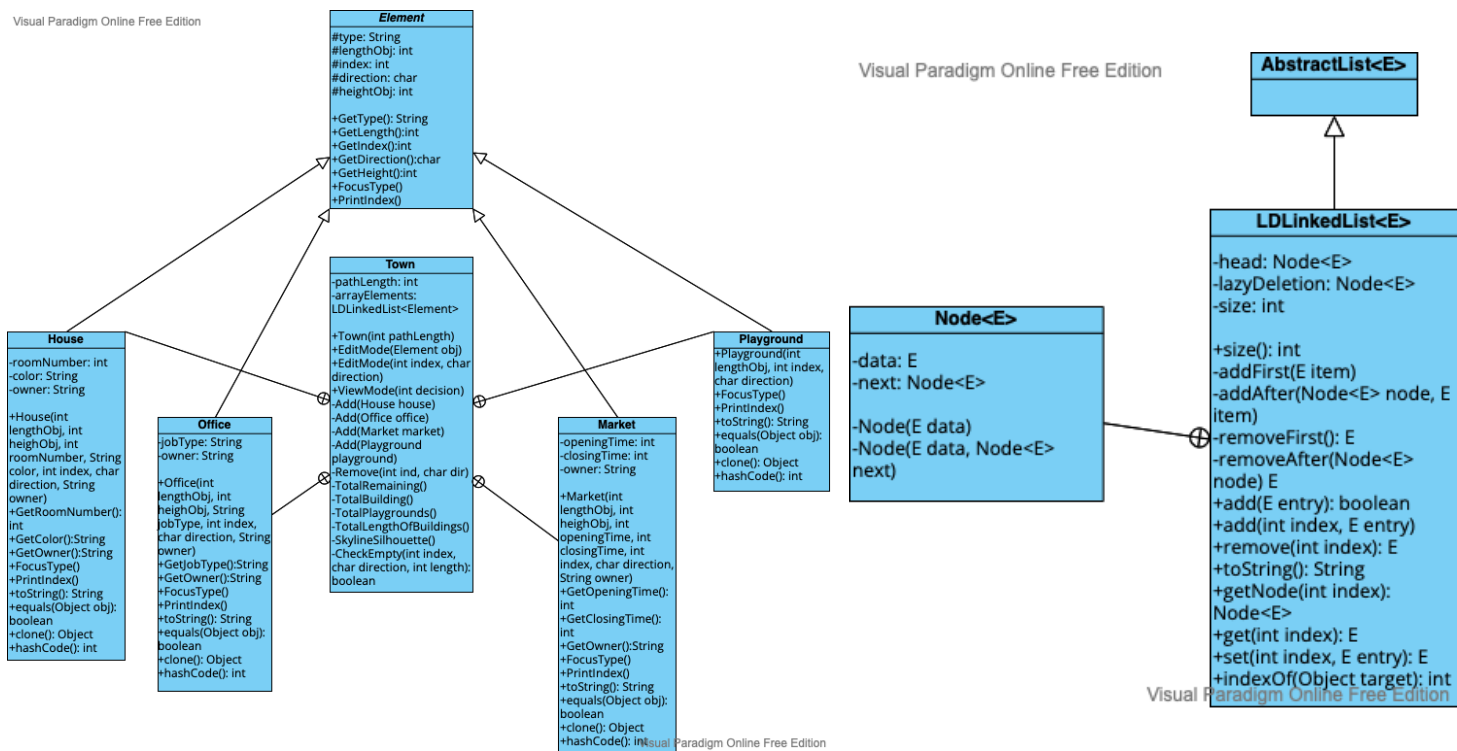 Visual Paradigm Online Free Edition
Element
#type: String
#lengthObj: int
#index: int
#direction: char
#heightObj: int
+GetType(): String
+GetLength():int
+GetIndex():int
+GetDirection():char
+GetHeight():int
+FocusType()
+PrintIndex()
Town
-pathLength: int
-arrayElements:
LDLinkedList<Element>
+Town(int pathLength)
+EditMode(Element obj)
+EditMode(int index, char
direction)
+ViewMode(int decision)
-Add(House house)
-Add(Office office)
-Add(Market market)
-Add(Playground
playground)
-Remove(int ind, char dir)
-TotalRemaining()
-TotalBuilding()
-TotalPlaygrounds()
-TotalLengthOfBuildings()
-SkylineSilhouette()
-CheckEmpty(int index,
char direction, int length):
boolean
House
-roomNumber: int
-color: String
-owner: String
+House(int
lengthObj, int
heighObj, int
roomNumber, String
color, int index, char
direction, String
owner)
+GetRoomNumber():
int
+GetColor():String
+GetOwner():String
+FocusType()
+PrintIndex()
+toString(): String
+equals(Object obj):
boolean
+clone(): Object
+hashCode(): int
Office
-jobType: String
-owner: String
+Office(int
lengthObj, int
heighObj, String
jobType, int index,
char direction, String
owner)
+GetJobType():String
+GetOwner():String
+FocusType()
+PrintIndex()
+toString(): String
+equals(Object obj):
boolean
+clone(): Object
+hashCode(): int
Market
-openingTime: int
-closingTime: int
-owner: String
+Market(int
lengthObj, int
heighObj, int
openingTime, int
closingTime, int
index, char direction,
String owner)
+GetOpeningTime():
int
+GetClosingTime():
int
+GetOwner():String
+FocusType()
+PrintIndex()
+toString(): String
+equals(Object obj):
boolean
+clone(): Object
+hashCode(): int
Playground
+Playground(int
lengthObj, int index,
char direction)
+FocusType()
+PrintIndex()
+toString(): String
+equals(Object obj):
boolean
+clone(): Object
+hashCode(): int
Visual Paradigm Online Free Edition
Visual Paradigm Online Free Edition
AbstractList<E>
Node<E>
-data: E
-next: Node<E>
-Node(E data)
-Node(E data, Node<E>
next)
LDLinkedList<E>
-head: Node<E>
-lazyDeletion: Node<E>
-size: int
+size(): int
-addFirst(E item)
-addAfter(Node<E> node, E
item)
-removeFirst(): E
-removeAfter(Node<E>
node) E
+add(E entry): boolean
+add(int index, E entry)
+remove(int index): E
+toString(): String
+getNode(int index):
Node<E>
+get(int index): E
+set(int index, E entry): E
+indexOf(Object target): int
Visual Paradigm Online Free Edition